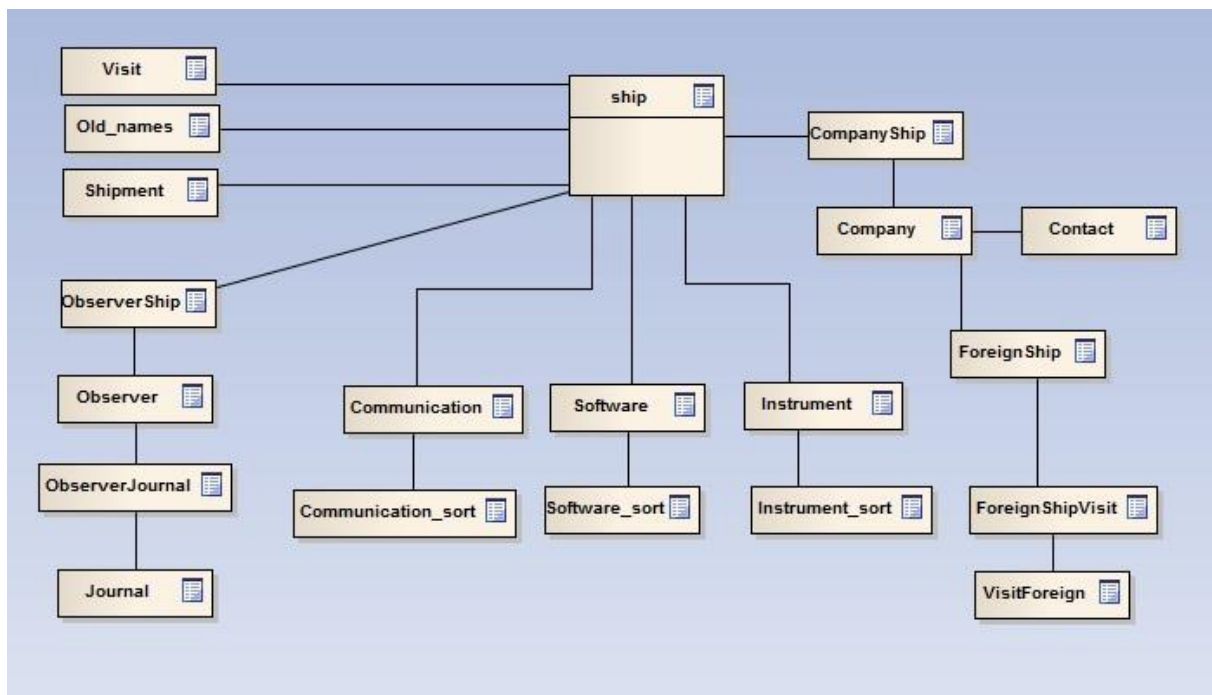 Visit
ship
Old_names
CompanyShip
Shipment
Company
Contact
ObserverShip
ForeignShip
Observer
Communication
Software
Instrument
ObserverJournal
Communication_sort
Software_sort
Instrument_sort
ForeignShipVisit
Journal
VisitForeign